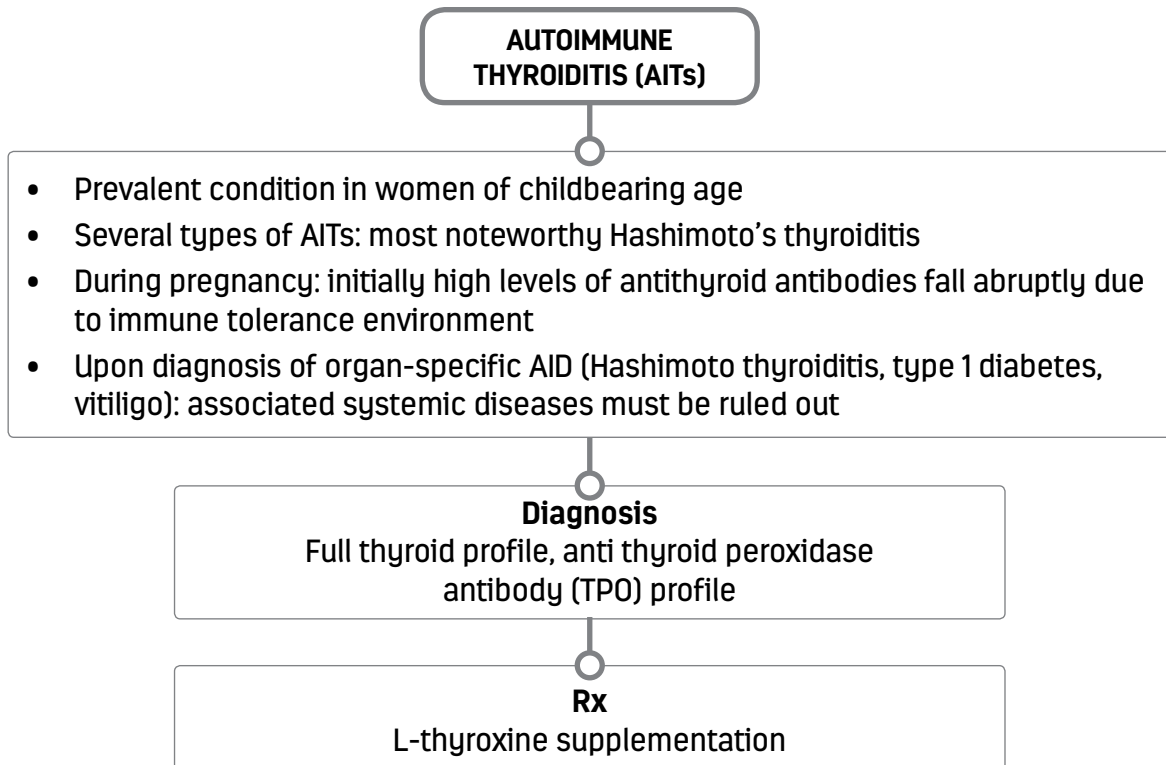 AUTOIMMUNE
THYROIDITIS (AITs)
• Prevalent condition in women of childbearing age
• Several types of AITs: most noteworthy Hashimoto's thyroiditis
• During pregnancy: initially high levels of antithyroid antibodies fall abruptly due
to immune tolerance environment
• Upon diagnosis of organ-specific AID (Hashimoto thyroiditis, type 1 diabetes,
vitiligo): associated systemic diseases must be ruled out
Diagnosis
Full thyroid profile, anti thyroid peroxidase
antibody (TPO) profile
Rx
L-thyroxine supplementation